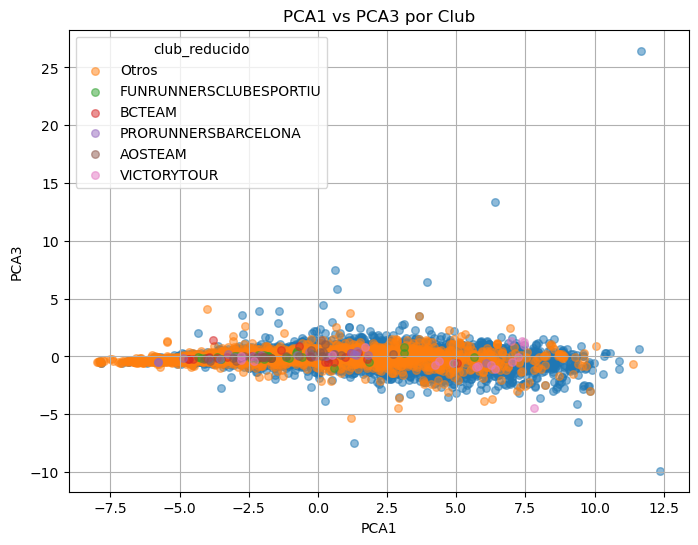 PCA1 vs PCA3 por Club
club_reducido
Otros
FUNRUNNERSCLUBESPORTIU
BCTEAM
PRORUNNERSBARCELONA
AOSTEAM
VICTORYTOUR
25
20
15
10
5
0
−5
−10
PCA3
−7.5 −5.0 −2.5 0.0 2.5 5.0 7.5 10.0 12.5
PCA1